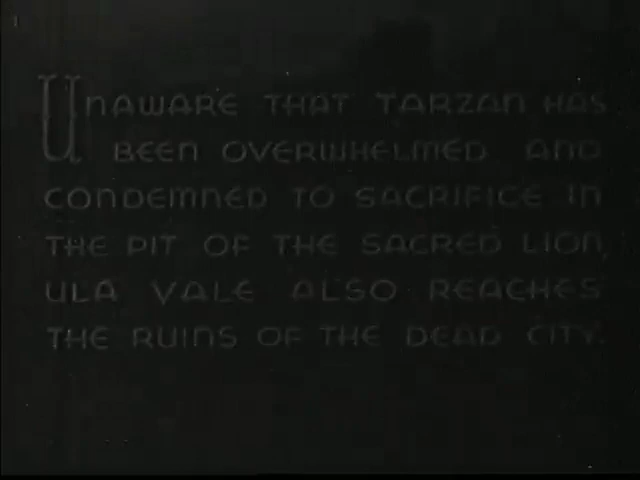 UNAWARE THAT TARZAN HAS
BEEN OVERWHELMED AND
CONDEMNED TO SACRIFICE IN
THE PIT OF THE SACRED LION,
ULA VALE ALSO REACHES
THE RUINS OF THE DEAD CITY.